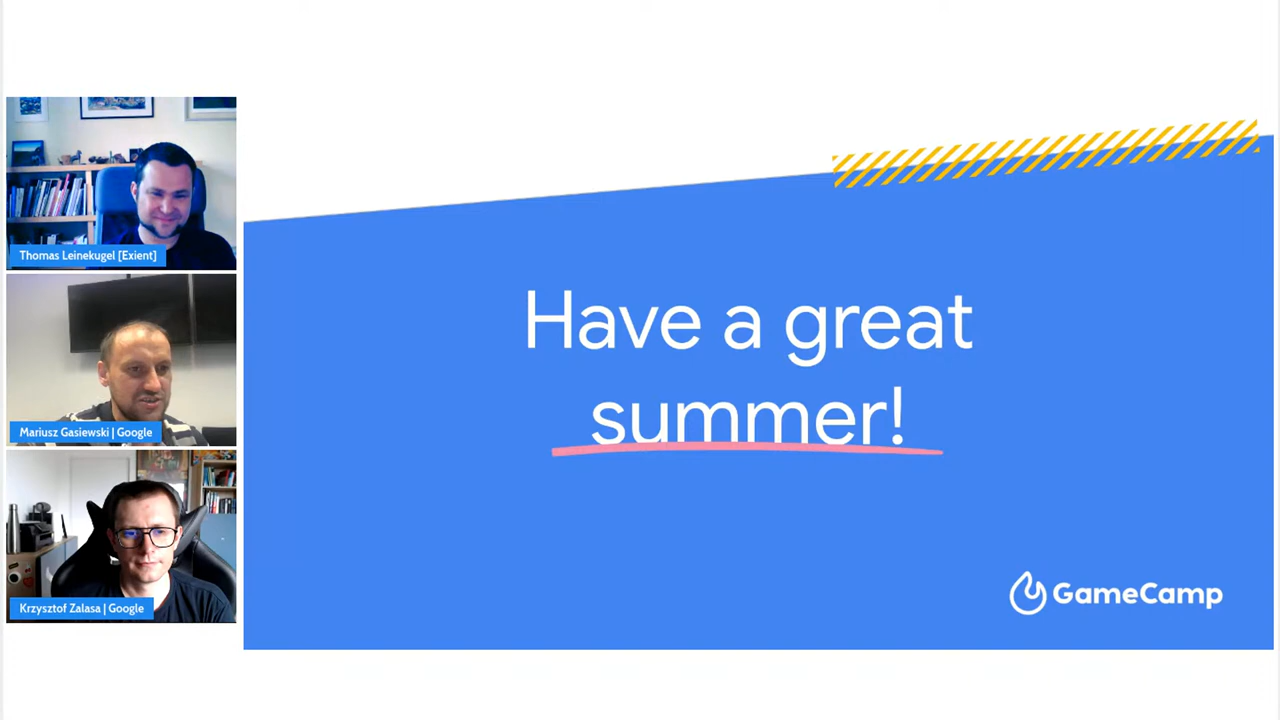 Thomas Leinekugel [Exient]
Mariusz Gasiewski | Google
Krzysztof Zalasa | Google
Have a great
summer!
GameCamp